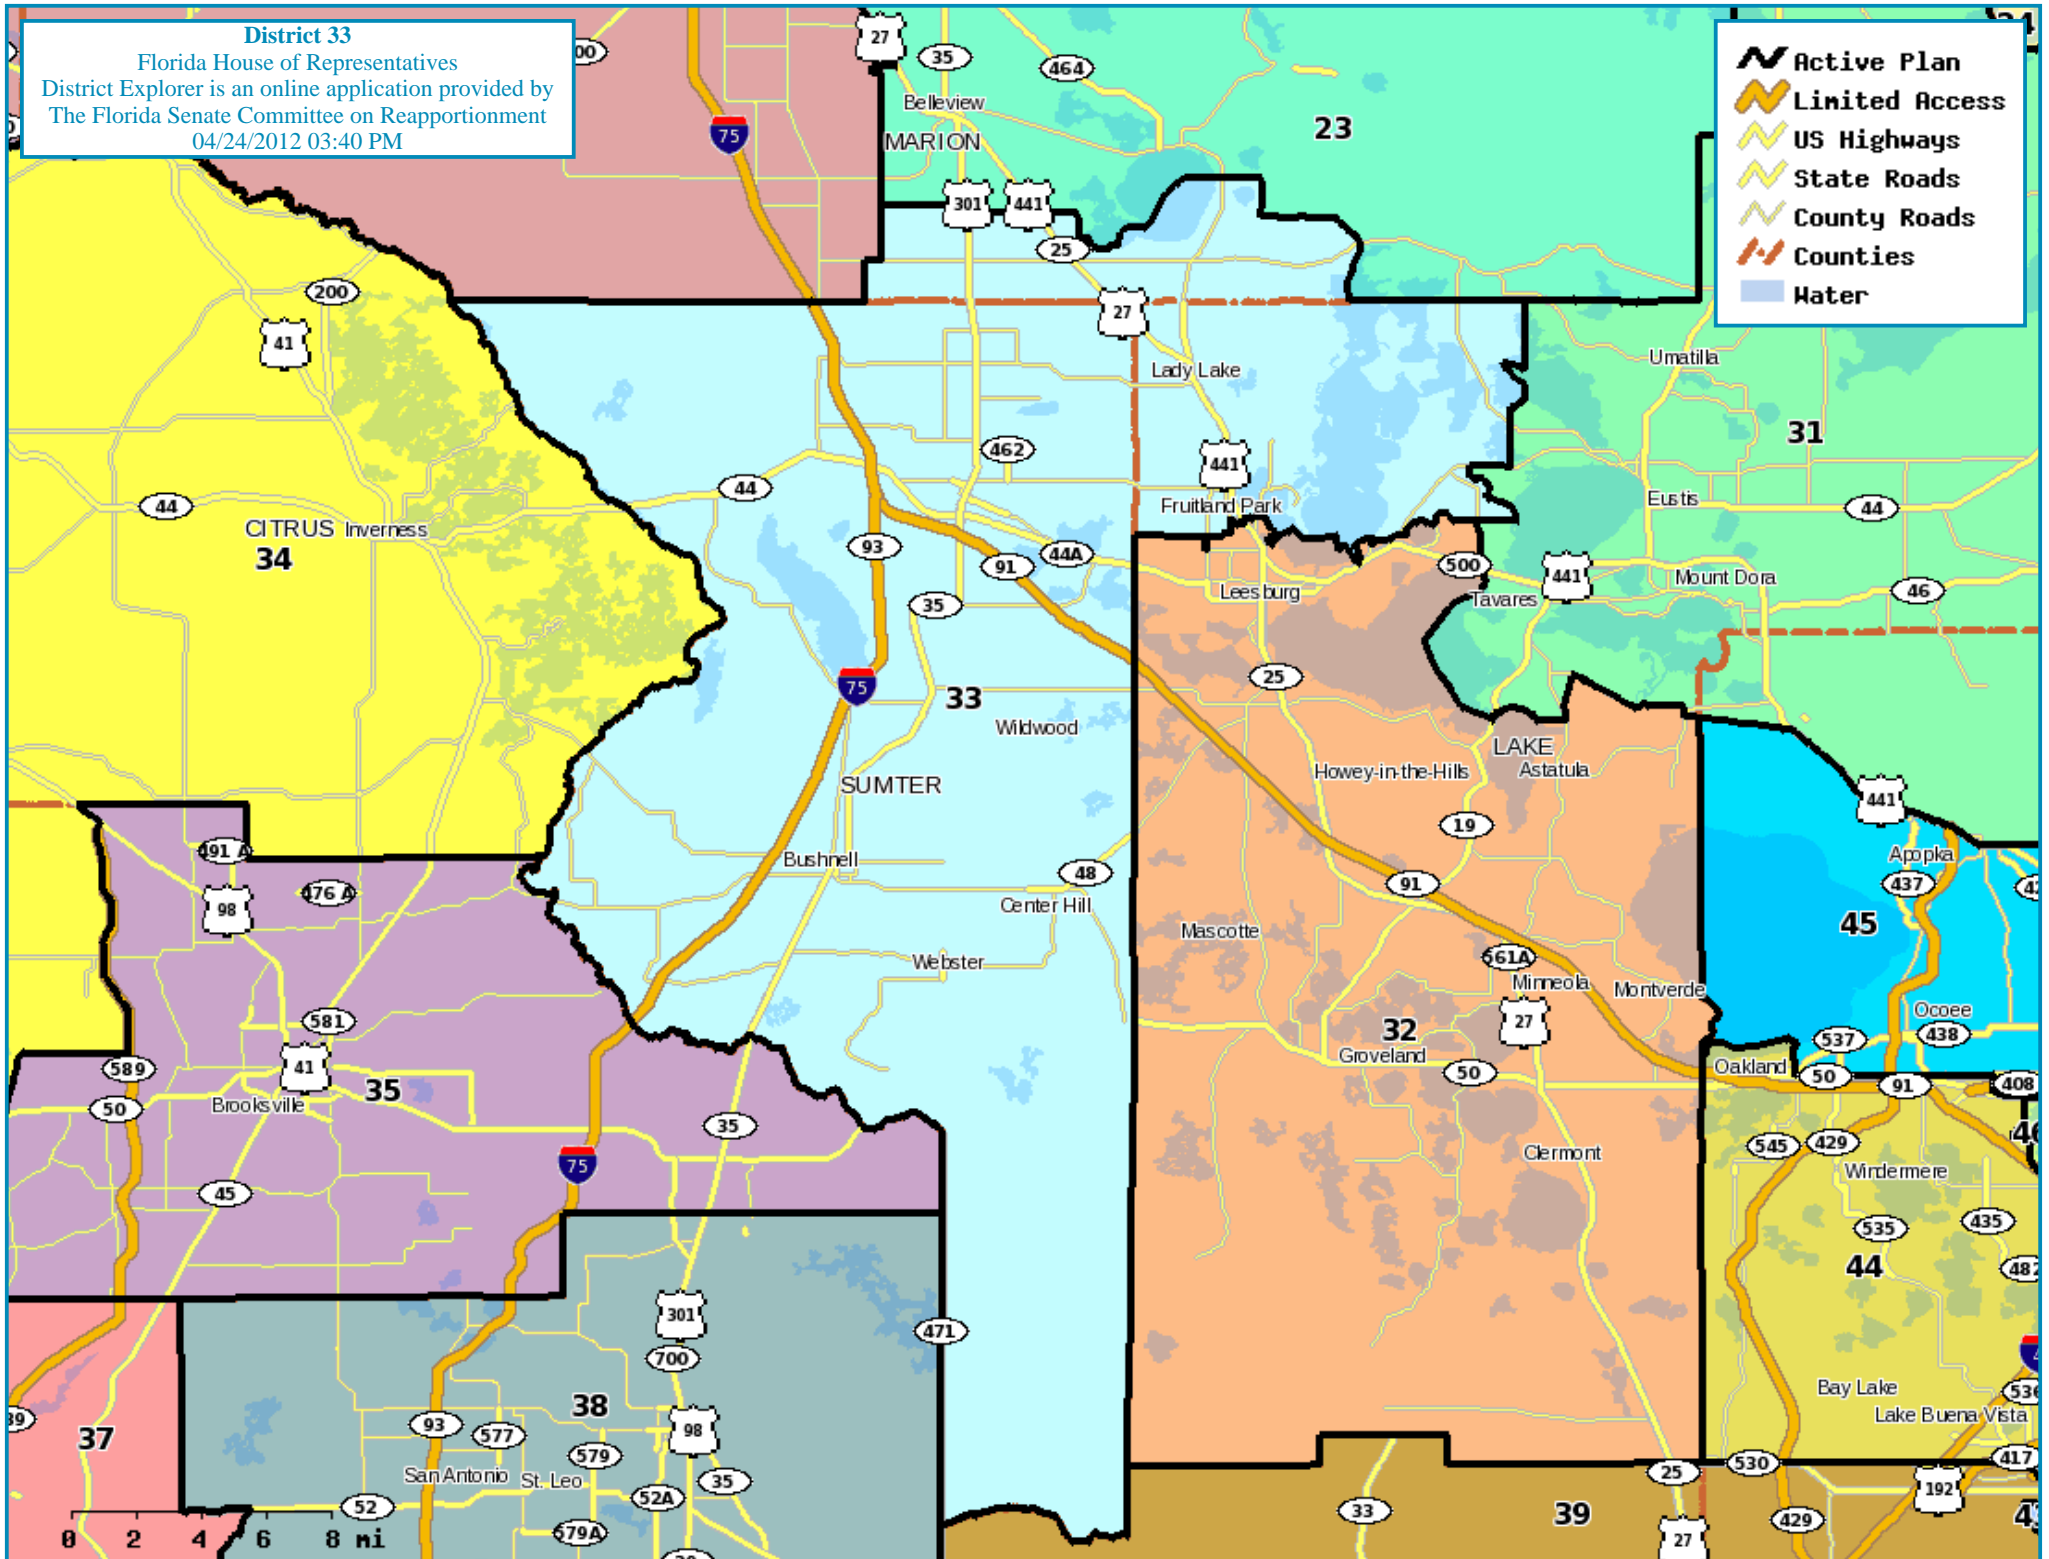 District 33
Florida House of Representatives
District Explorer is an online application provided by
The Florida Senate Committee on Reapportionment
04/24/2012 03:40 PM
Active Plan
Limited Access
US Highways
State Roads
County Roads
Counties
Water
27
35
464
Belleview
75
MARION
23
301
441
25
200
27
41
Umatilla
Lady Lake
31
462
441
44
Eustis
44
44
Fruitland Park
CITRUS
Inverness
34
93
44A
91
500
441
Mount Dora
46
Leesburg
Tavares
35
25
75
33
Wildwood
LAKE
Howey-in-the-Hills
Astatula
SUMTER
441
19
491 A
Bushnell
Apopka
48
91
437
476 A
98
Center Hill
45
Mascotte
561A
Webster
Minneola
Montverde
Ocoee
581
27
32
438
537
Groveland
41
589
50
Oakland
50
91
408
35
Brooksville
50
35
545
429
Clermont
75
Windermere
45
535
435
44
482
301
471
700
Bay Lake
38
Lake Buena Vista
93
577
98
37
579
417
San Antonio
St. Leo
35
25
530
192
52
52A
33
39
429
579A
27
0 2 4 6 8 mi